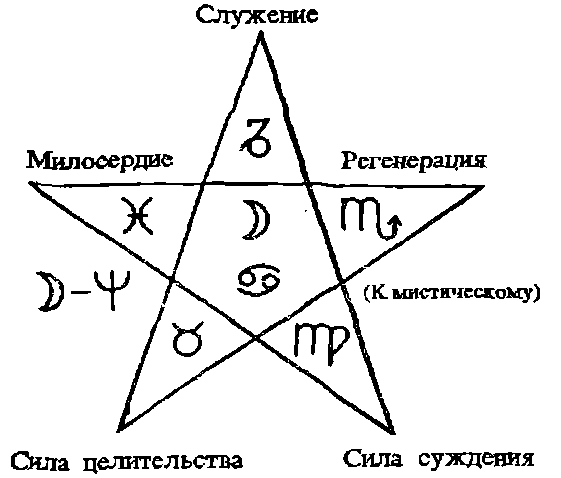 Служение
Милосердие
Регенерация
(К мистическому)
Сила целительства
Сила суждения